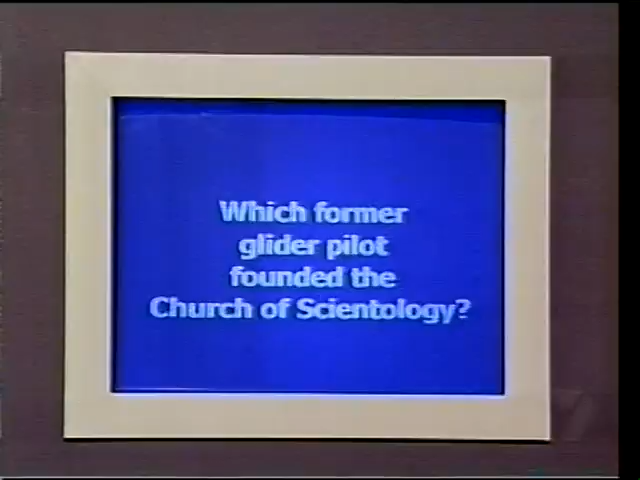 Which former
glider pilot
founded the
Church of Scientology?